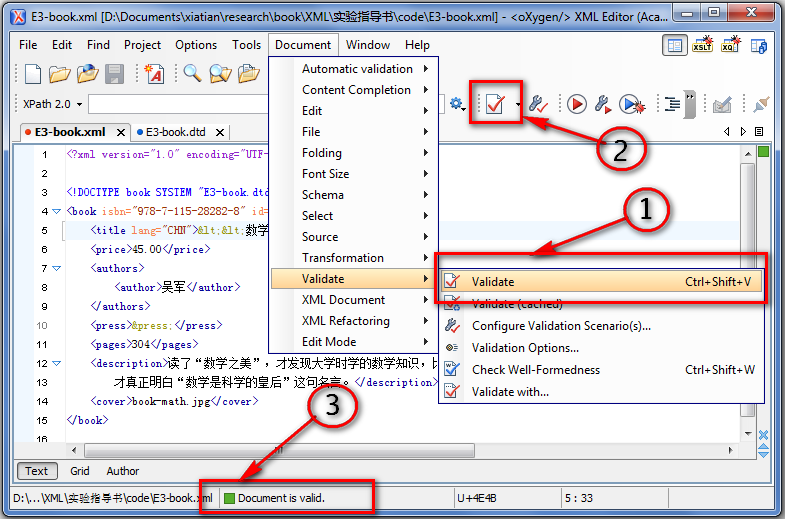 E3-book.xml [D:\Documents\xiatian\research\book\XML\实验指导书\code\E3-book.xml] - <oXygen/> XML Editor (Aca...
File Edit Find Project Options Tools Document Window Help
XPath 2.0
E3-book.xml E3-book.dtd
Automatic validation
Content Completion
Edit
File
Folding
Font Size
Schema
Select
Source
Transformation
Validate
XML Document
XML Refactoring
Edit Mode
Validate Ctrl+Shift+V
Validate (cached)
Configure Validation Scenario(s)...
Validation Options...
Check Well-Formedness Ctrl+Shift+W
Validate with...
1 <?xml version="1.0" encoding="UTF-
2
3 <!DOCTYPE book SYSTEM "E3-book.dtd
4 <book isbn="978-7-115-28282-8" id=
5 <title lang="CHN">&lt;&lt;数学
6 <price>45.00</price>
7 <authors>
8 <author>吴军</author>
9 </authors>
10 <press>&press;</press>
11 <pages>304</pages>
12 <description>读了“数学之美”，才发现大学时学的数学知识，
13 才真正明白“数学是科学的皇后”这句名言。</description>
14 <cover>book-math.jpg</cover>
15 </book>
16
1
2
3
Text Grid Author
D:\...\XML\实验指导书\code\E3-book.xml Document is valid. U+4E4B 5 : 33